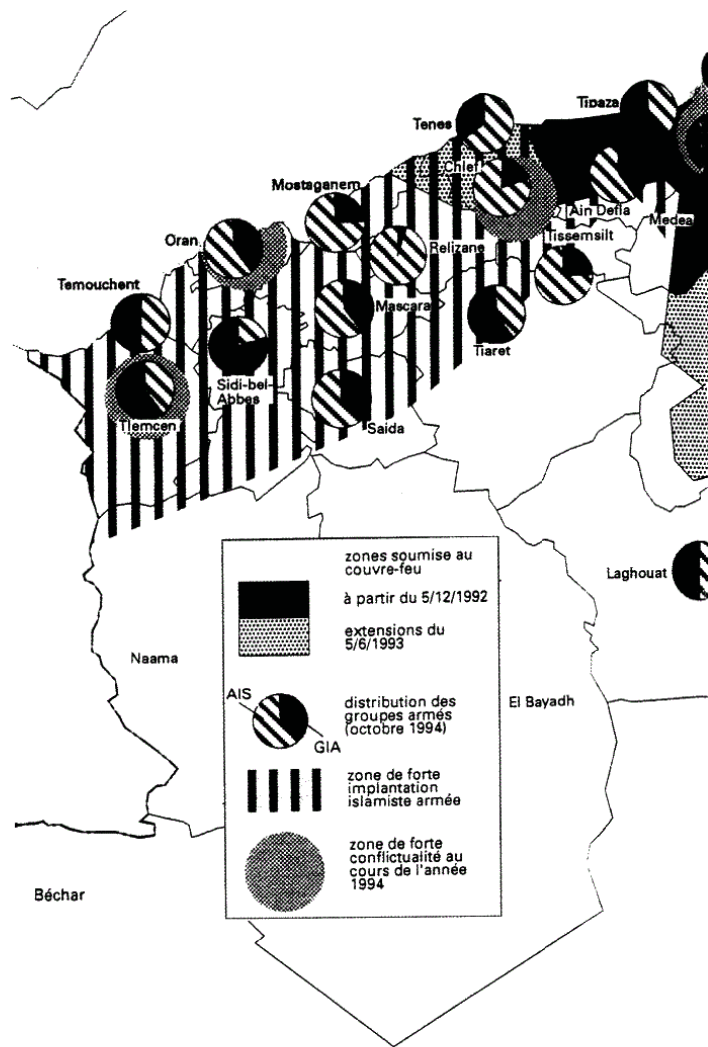 Tipaza
Tenes
Chlef
Mostaganem
Ain Defla
Medea
Oran
Relizane
Tissemsilt
Temouchent
Mascara
Tiaret
Sidi-bel-
Abbes
Tlemcen
Saida
zones soumise au
couvre-feu
à partir du 5/12/1992
extensions du
5/6/1993
Laghouat
Naama
AIS
GIA
distribution des
groupes armés
(octobre 1994)
El Bayadh
zone de forte
implantation
islamiste armée
zone de forte
conflictualité au
cours de l'année
1994
Béchar